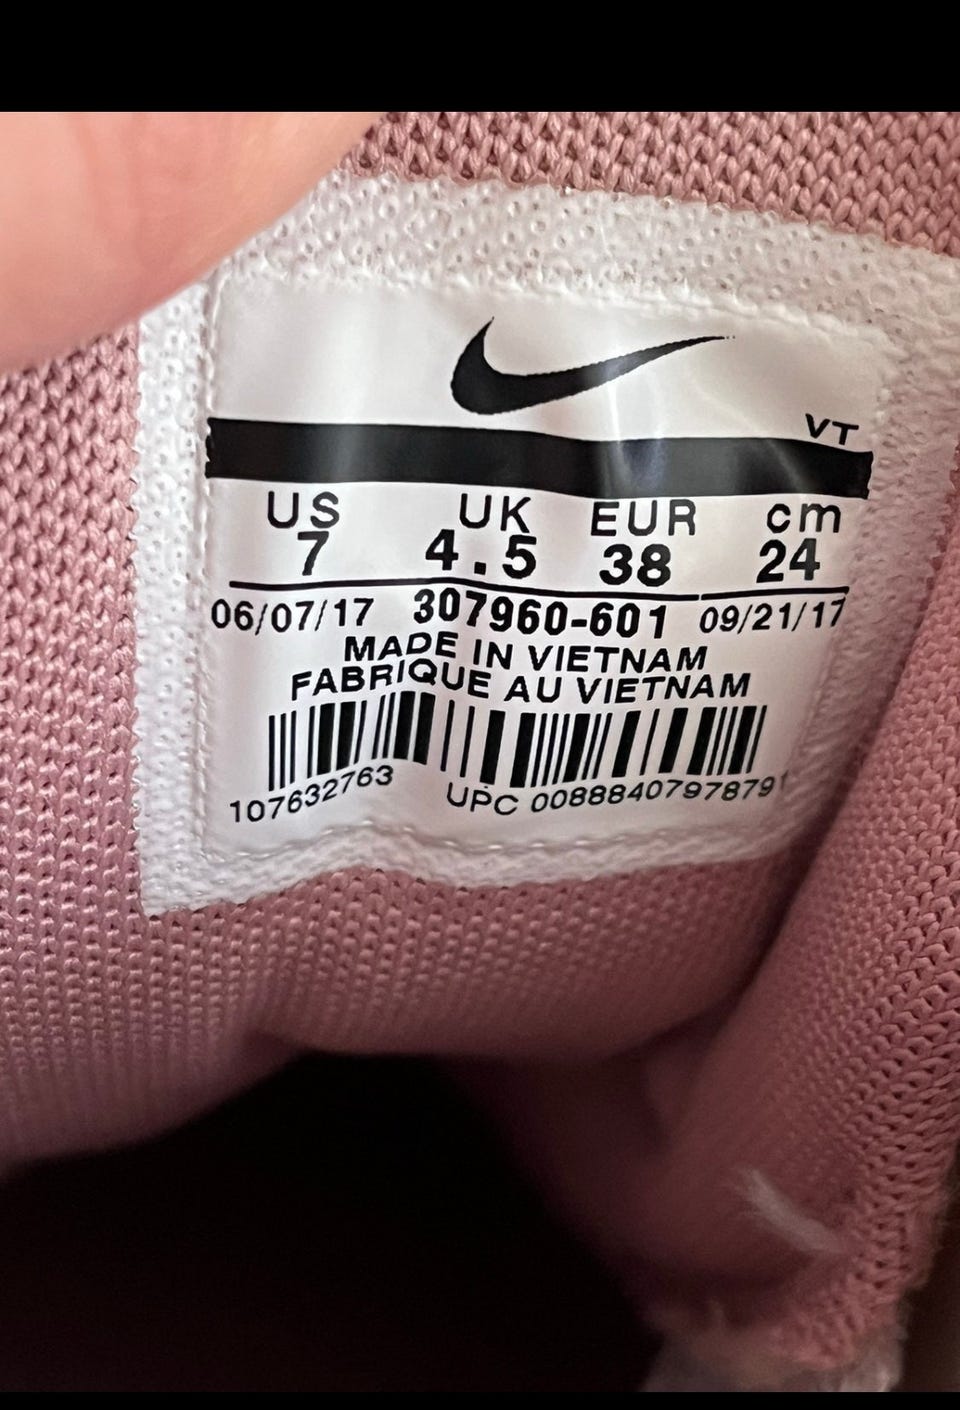 VT
US UK EUR cm
7 4.5 38 24
06/07/17 307960-601 09/21/17
MADE IN VIETNAM
FABRIQUE AU VIETNAM
107632763 UPC 00888407978791